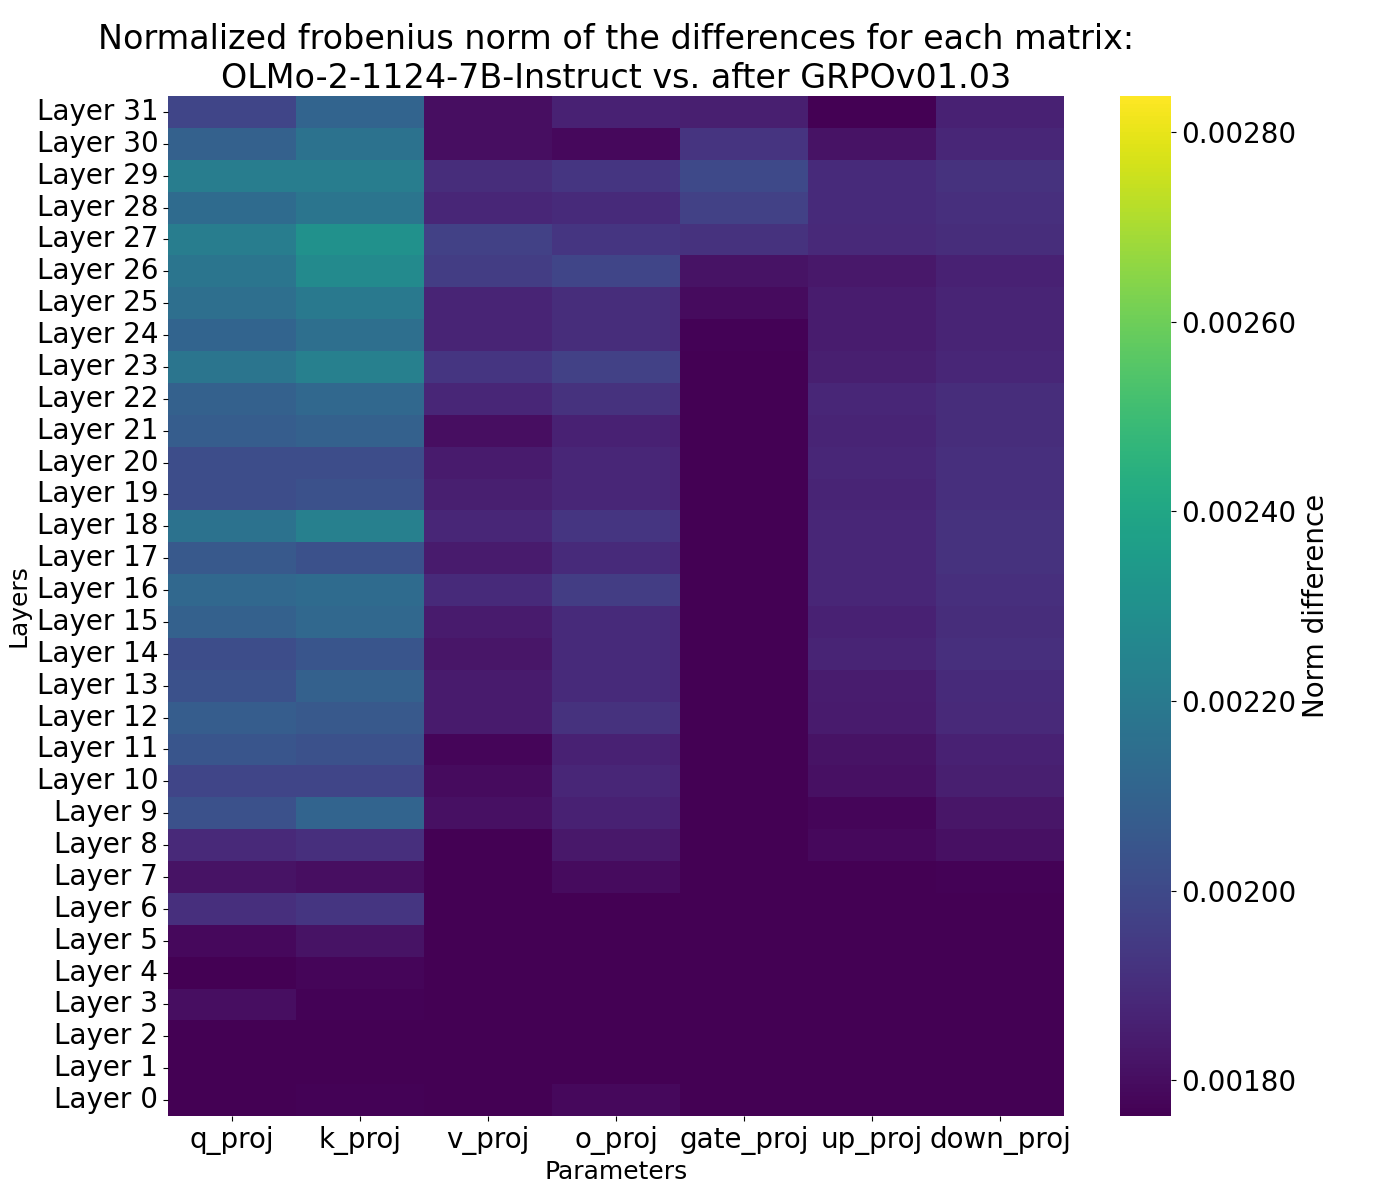 Normalized frobenius norm of the differences for each matrix:
OLMo-2-1124-7B-Instruct vs. after GRPOv01.03
Layers
Layer 31
Layer 30
Layer 29
Layer 28
Layer 27
Layer 26
Layer 25
Layer 24
Layer 23
Layer 22
Layer 21
Layer 20
Layer 19
Layer 18
Layer 17
Layer 16
Layer 15
Layer 14
Layer 13
Layer 12
Layer 11
Layer 10
Layer 9
Layer 8
Layer 7
Layer 6
Layer 5
Layer 4
Layer 3
Layer 2
Layer 1
Layer 0
q_proj k_proj v_proj o_proj gate_proj up_proj down_proj
Parameters
0.00280
0.00260
0.00240
0.00220
0.00200
0.00180
Norm difference